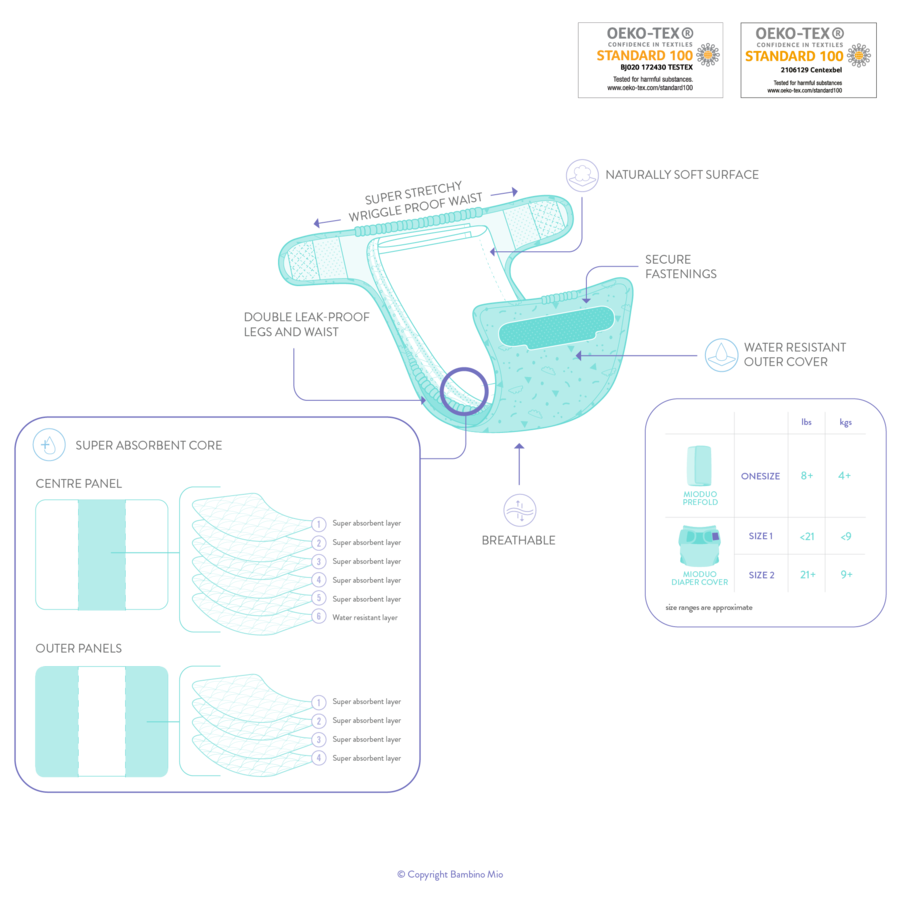 OEKO-TEX®
CONFIDENCE IN TEXTILES
STANDARD 100
BJ020 172430 TESTEX
Tested for harmful substances.
www.oeko-tex.com/standard100
OEKO-TEX®
CONFIDENCE IN TEXTILES
STANDARD 100
2106129 Centexbel
Tested for harmful substances
www.oeko-tex.com/standard100
NATURALLY SOFT SURFACE
SUPER STRETCHY
WRIGGLE PROOF WAIST
SECURE
FASTENINGS
DOUBLE LEAK-PROOF
LEGS AND WAIST
WATER RESISTANT
OUTER COVER
BREATHABLE
SUPER ABSORBENT CORE
CENTRE PANEL
1 Super absorbent layer
2 Super absorbent layer
3 Super absorbent layer
4 Super absorbent layer
5 Super absorbent layer
6 Water resistant layer
OUTER PANELS
1 Super absorbent layer
2 Super absorbent layer
3 Super absorbent layer
4 Super absorbent layer
lbs kgs
MIODUO
PREFOLD
ONESIZE 8+ 4+
SIZE 1 <21 <9
MIODUO
DIAPER COVER
SIZE 2 21+ 9+
size ranges are approximate
© Copyright Bambino Mio